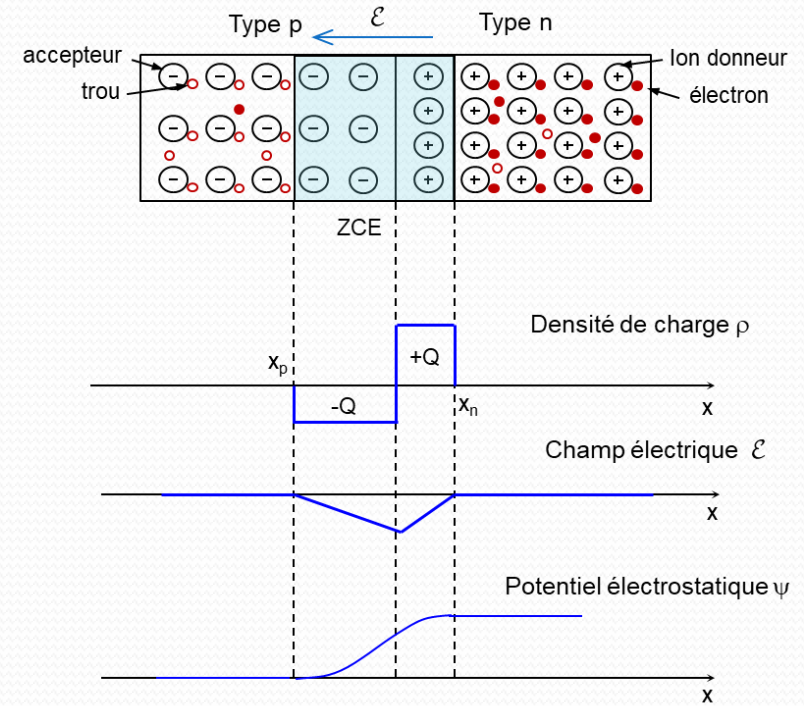 Type p
ℰ
Type n
accepteur
trou
Ion donneur
électron
− − − − − + + + + +
+ + + + +
− − − − −
+ + + + +
− − − − − + + + + +
ZCE
Densité de charge ρ
xp
+Q
-Q
xn
x
Champ électrique ℰ
x
Potentiel électrostatique ψ
x